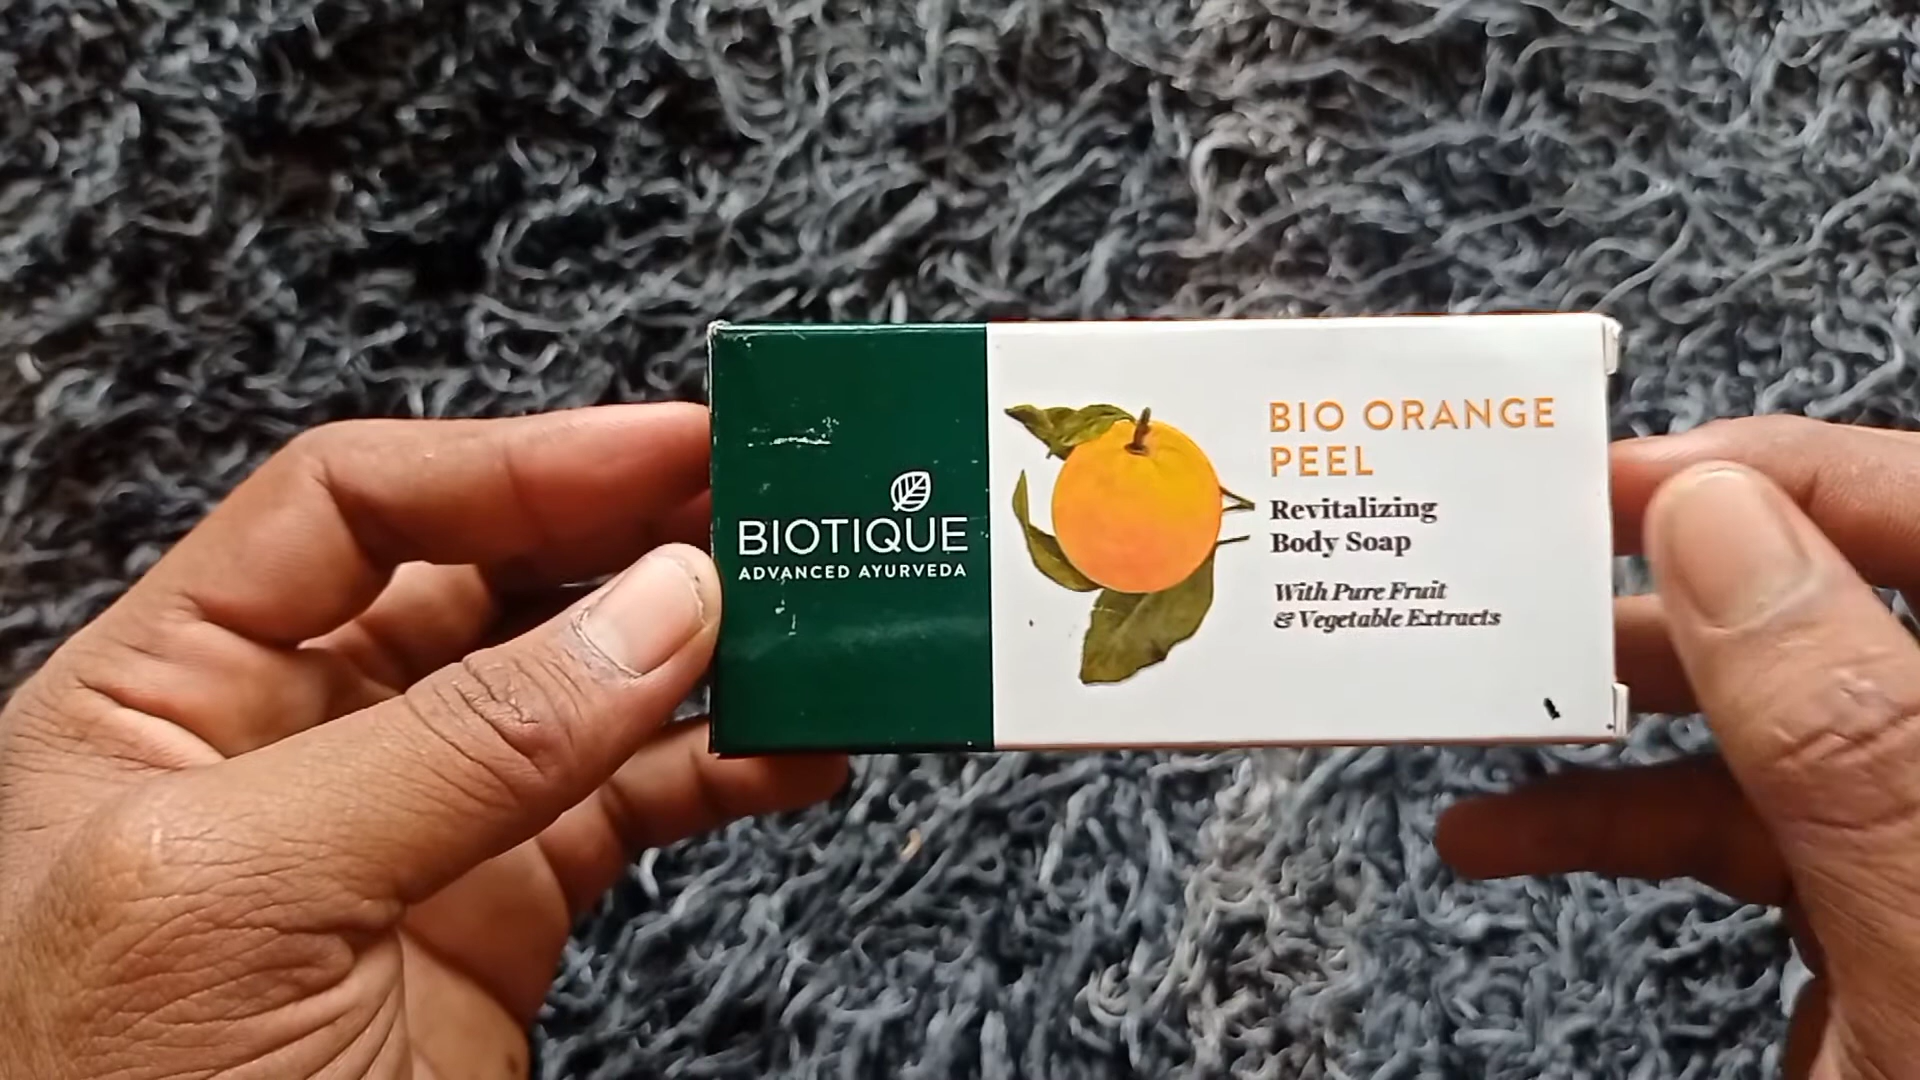 BIOTIQUE
ADVANCED AYURVEDA
BIO ORANGE
PEEL
Revitalizing
Body Soap
With Pure Fruit
& Vegetable Extracts